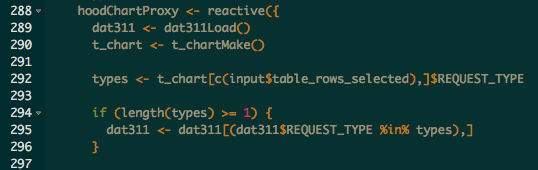 288 hoodChartProxy <- reactive({
289 dat311 <- dat311Load()
290 t_chart <- t_chartMake()
291
292 types <- t_chart[c(input$table_rows_selected),]$REQUEST_TYPE
293
294 if (length(types) >= 1) {
295 dat311 <- dat311[(dat311$REQUEST_TYPE %in% types),]
296 }
297